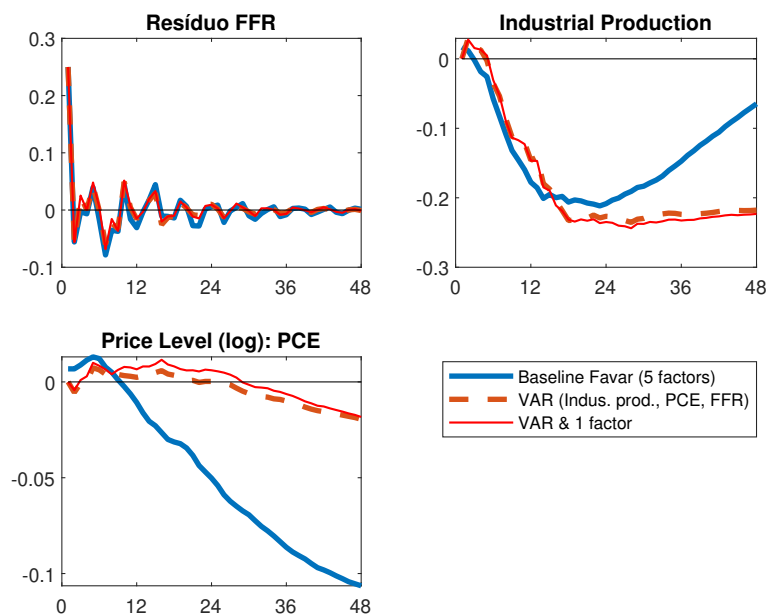 Resíduo FFR
0.3
0.2
0.1
0
-0.1
0 12 24 36 48
Industrial Production
0
-0.1
-0.2
-0.3
0 12 24 36 48
Price Level (log): PCE
0
-0.05
-0.1
0 12 24 36 48
Baseline Favar (5 factors)
VAR (Indus. prod., PCE, FFR)
VAR & 1 factor